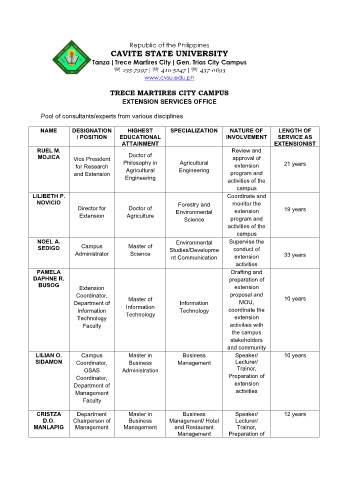 Republic of the Philippines
CAVITE STATE UNIVERSITY
Tanza | Trece Martires City | Gen. Trias City Campus
☏ 235-7997 | ☏ 410-5247 | ☏ 437-0693
www.cvsu.edu.ph
TRECE MARTIRES CITY CAMPUS
EXTENSION SERVICES OFFICE
Pool of consultants/experts from various disciplines
NAME
DESIGNATION
/ POSITION
HIGHEST
EDUCATIONAL
ATTAINMENT
SPECIALIZATION
NATURE OF
INVOLVEMENT
LENGTH OF
SERVICE AS
EXTENSIONIST
RUEL M.
MOJICA
Vice President
for Research
and Extension
Doctor of
Philosophy in
Agricultural
Engineering
Agricultural
Engineering
Review and
approval of
extension
program and
activities of the
campus
21 years
LILIBETH P.
NOVICIO
Director for
Extension
Doctor of
Agriculture
Forestry and
Environmental
Science
Coordinate and
monitor the
extension
program and
activities of the
campus
19 years
NOEL A.
SEDIGO
Campus
Administrator
Master of
Science
Environmental
Studies/Developme
nt Communication
Supervise the
conduct of
extension
activities
33 years
PAMELA
DAPHNE R.
BUSOG
Extension
Coordinator,
Department of
Information
Technology
Faculty
Master of
Information
Technology
Information
Technology
Drafting and
preparation of
extension
proposal and
MOU,
coordinate the
extension
activities with
the campus
stakeholders
and community
10 years
LILIAN O.
SIDAMON
Campus
Coordinator,
OSAS
Coordinator,
Department of
Management
Faculty
Master in
Business
Administration
Business
Management
Speaker/
Lecturer/
Trainor,
Preparation of
extension
activities
10 years
CRISTZA
D.O.
MANLAPIG
Department
Chairperson of
Management
Master in
Business
Management
Business
Management/ Hotel
and Restaurant
Management
Speaker/
Lecturer/
Trainor,
Preparation of
12 years